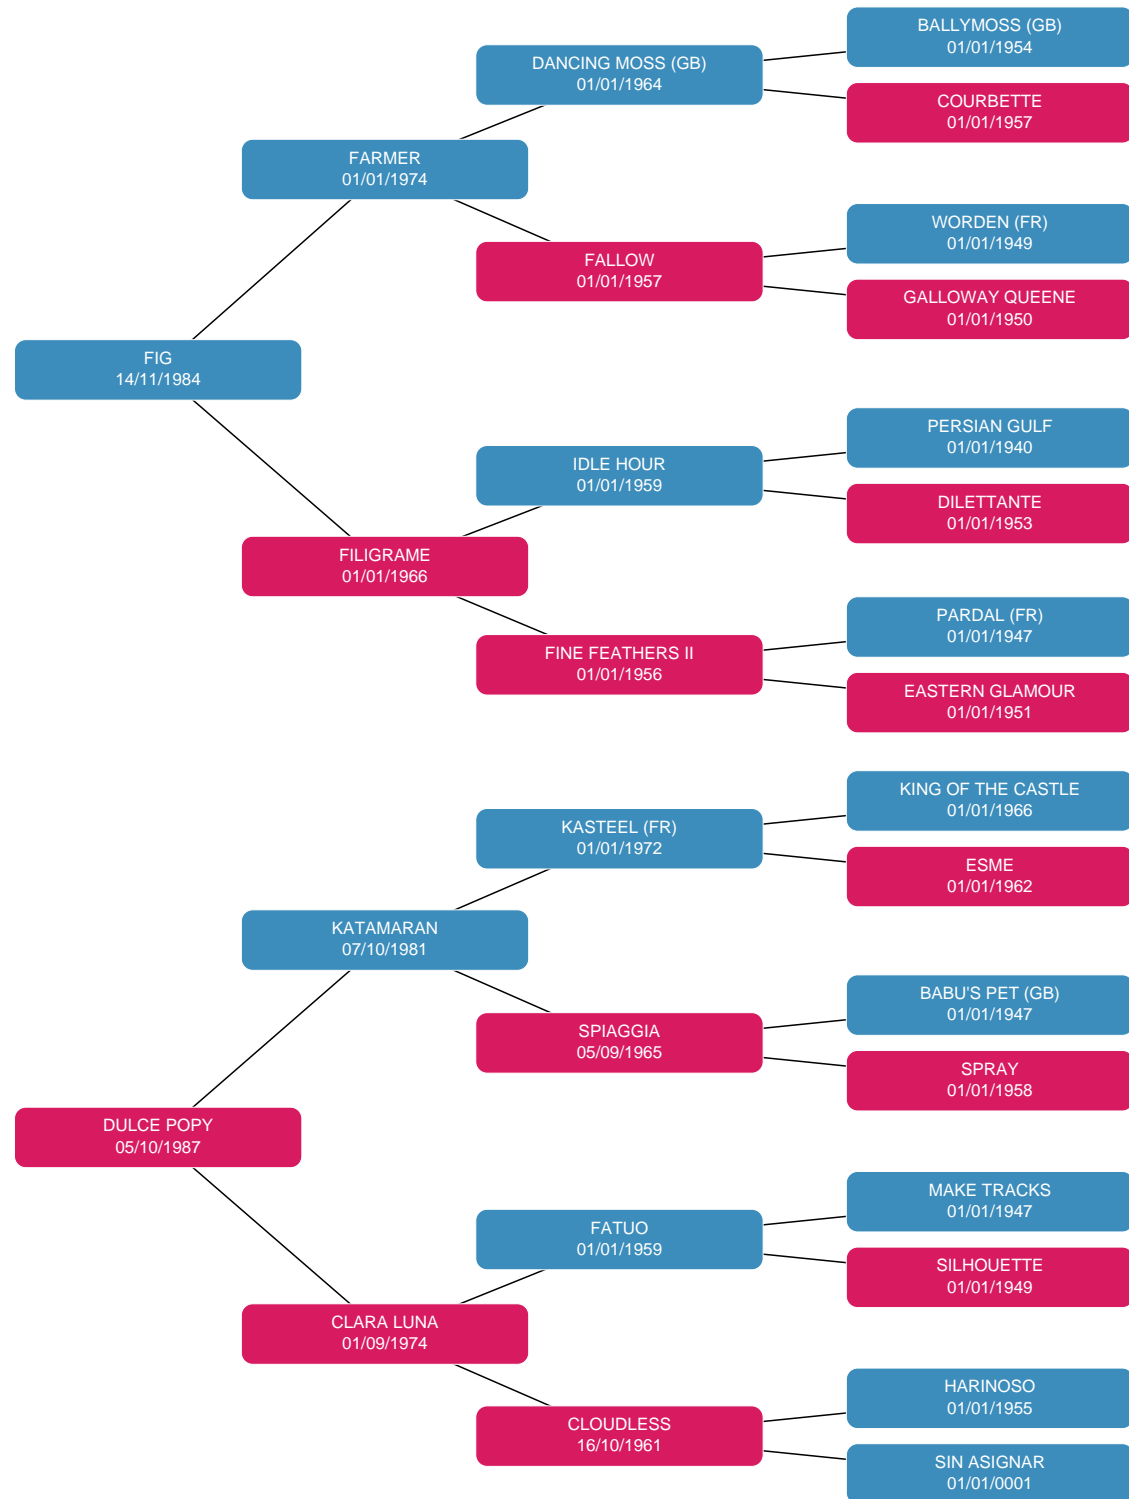 BALLYMOSS (GB)
01/01/1954
DANCING MOSS (GB)
01/01/1964
COURBETTE
01/01/1957
FARMER
01/01/1974
WORDEN (FR)
01/01/1949
FALLOW
01/01/1957
GALLOWAY QUEENE
01/01/1950
FIG
14/11/1984
PERSIAN GULF
01/01/1940
IDLE HOUR
01/01/1959
DILETTANTE
01/01/1953
FILIGRAME
01/01/1966
PARDAL (FR)
01/01/1947
FINE FEATHERS II
01/01/1956
EASTERN GLAMOUR
01/01/1951
KING OF THE CASTLE
01/01/1966
KASTEEL (FR)
01/01/1972
ESME
01/01/1962
KATAMARAN
07/10/1981
BABU'S PET (GB)
01/01/1947
SPIAGGIA
05/09/1965
SPRAY
01/01/1958
DULCE POPY
05/10/1987
MAKE TRACKS
01/01/1947
FATUO
01/01/1959
SILHOUETTE
01/01/1949
CLARA LUNA
01/09/1974
HARINOSO
01/01/1955
CLOUDLESS
16/10/1961
SIN ASIGNAR
01/01/0001